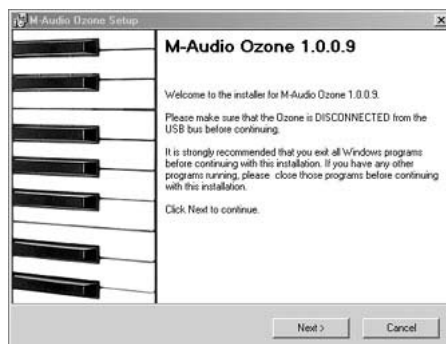 M-Audio Ozone Setup
M-Audio Ozone 1.0.0.9
Welcome to the installer for M-Audio Ozone 1.0.0.9.
Please make sure that the Ozone is DISCONNECTED from the
USB bus before continuing.
It is strongly recommended that you exit all Windows programs
before continuing with this installation. If you have any other
programs running, please close those programs before continuing
with this installation.
Click Next to continue.
Next >
Cancel